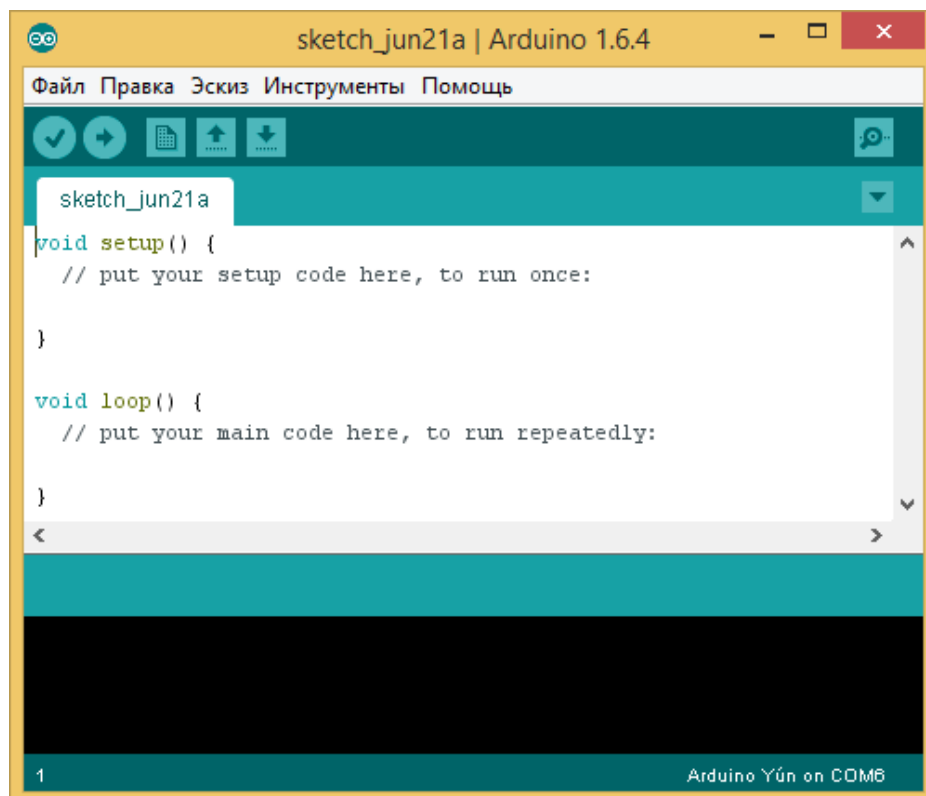 sketch_jun21a | Arduino 1.6.4
Файл Правка Эскиз Инструменты Помощь
sketch_jun21a
void setup() {
  // put your setup code here, to run once:
}
void loop() {
  // put your main code here, to run repeatedly:
}
1 Arduino Yún on COM6